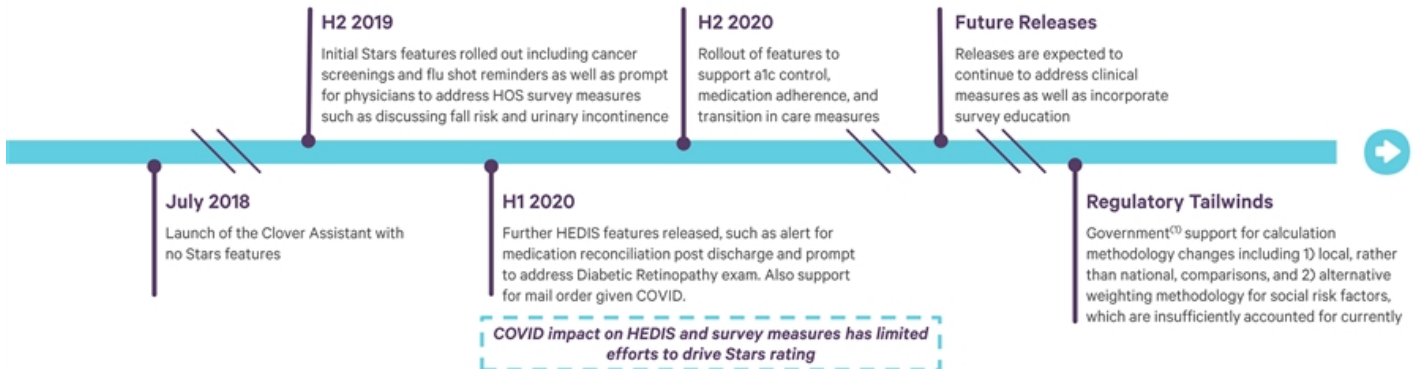 H2 2019
Initial Stars features rolled out including cancer
screenings and flu shot reminders as well as prompt
for physicians to address HOS survey measures
such as discussing fall risk and urinary incontinence
H2 2020
Rollout of features to
support a1c control,
medication adherence, and
transition in care measures
Future Releases
Releases are expected to
continue to address clinical
measures as well as incorporate
survey education
July 2018
Launch of the Clover Assistant with
no Stars features
H1 2020
Further HEDIS features released, such as alert for
medication reconciliation post discharge and prompt
to address Diabetic Retinopathy exam. Also support
for mail order given COVID.
COVID impact on HEDIS and survey measures has limited
efforts to drive Stars rating
Regulatory Tailwinds
Government(1) support for calculation
methodology changes including 1) local, rather
than national, comparisons, and 2) alternative
weighting methodology for social risk factors,
which are insufficiently accounted for currently